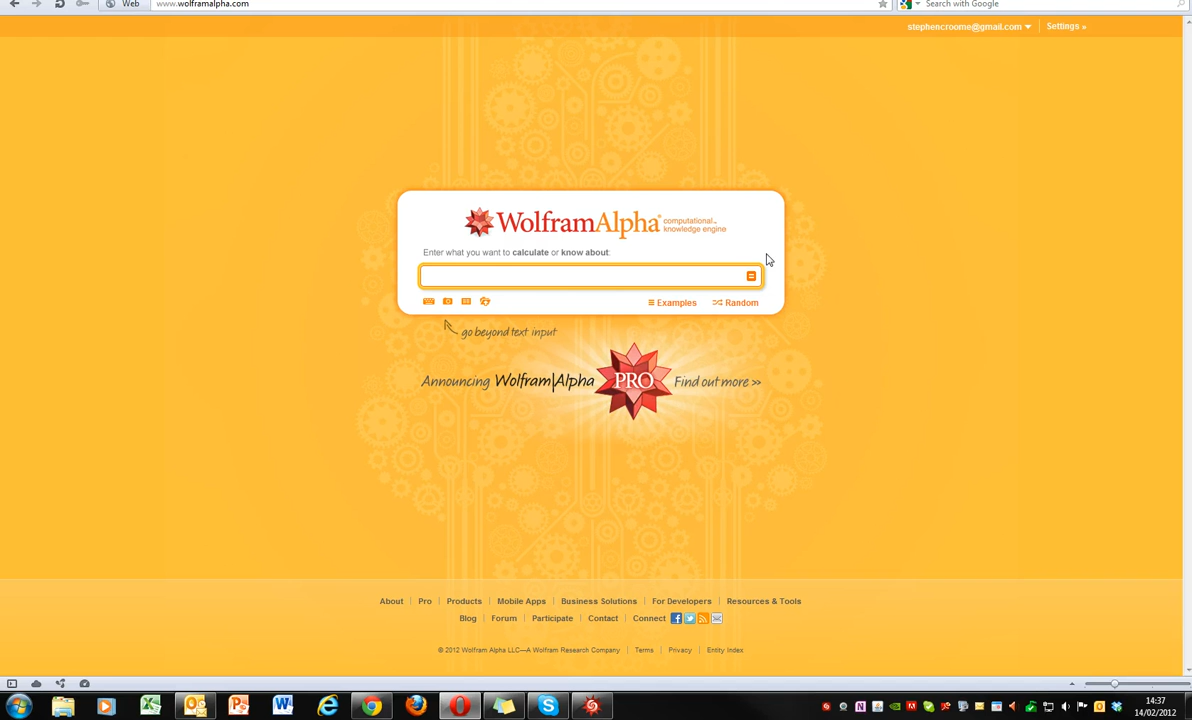 Web
www.wolframalpha.com
Search with Google
stephencroome@gmail.com
Settings »
WolframAlpha® computational™
knowledge engine
Enter what you want to calculate or know about:
Examples
Random
go beyond text input
Announcing Wolfram|Alpha PRO Find out more >>
About | Pro | Products | Mobile Apps | Business Solutions | For Developers | Resources & Tools
Blog | Forum | Participate | Contact | Connect
© 2012 Wolfram Alpha LLC—A Wolfram Research Company | Terms | Privacy | Entity Index
14:37
14/02/2012